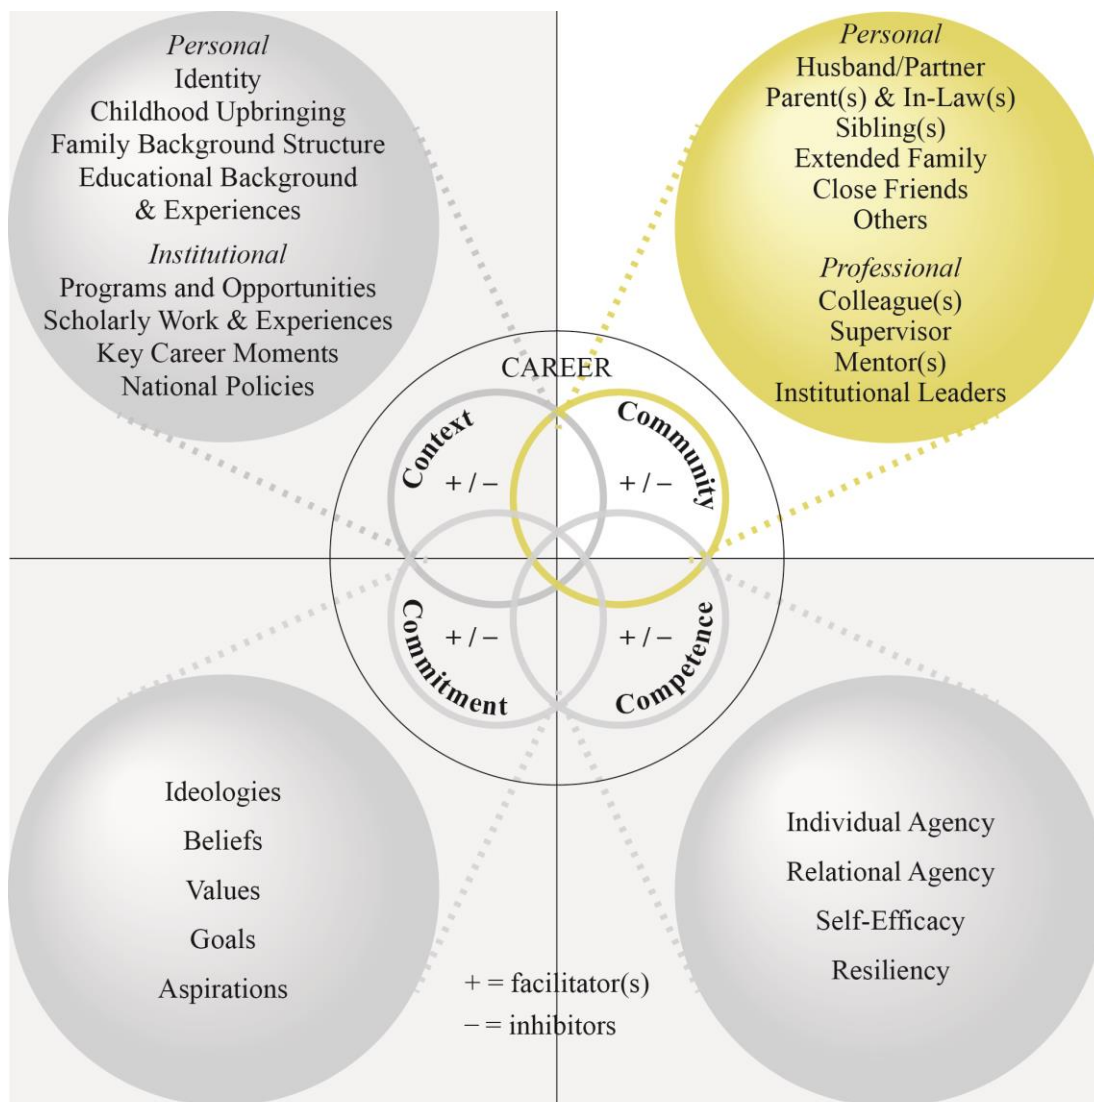 Personal
Identity
Childhood Upbringing
Family Background Structure
Educational Background
& Experiences
Institutional
Programs and Opportunities
Scholarly Work & Experiences
Key Career Moments
National Policies
Personal
Husband/Partner
Parent(s) & In-Law(s)
Sibling(s)
Extended Family
Close Friends
Others
Professional
Colleague(s)
Supervisor
Mentor(s)
Institutional Leaders
CAREER
Context
+ / −
Community
+ / −
Commitment
+ / −
Competence
+ / −
Ideologies
Beliefs
Values
Goals
Aspirations
Individual Agency
Relational Agency
Self-Efficacy
Resiliency
+ = facilitator(s)
− = inhibitors